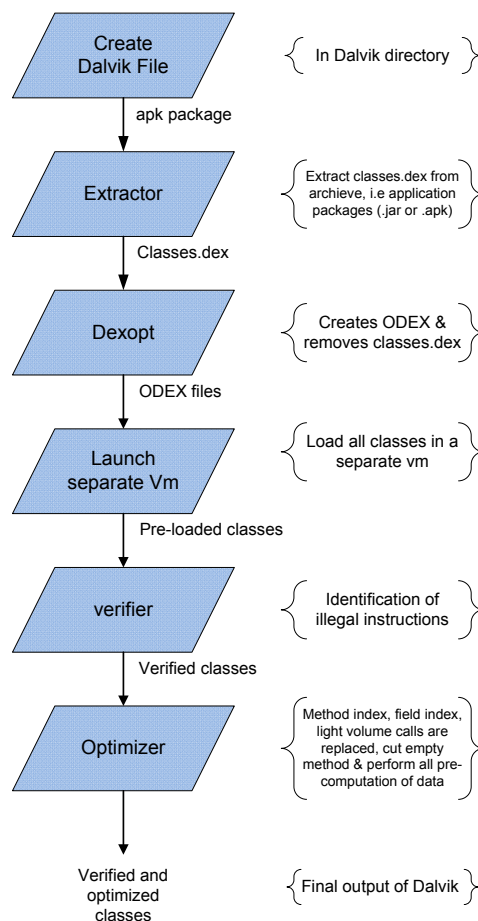 Create
Dalvik File
In Dalvik directory
apk package
Extractor
Extract classes.dex from
archieve, i.e application
packages (.jar or .apk)
Classes.dex
Dexopt
Creates ODEX &
removes classes.dex
ODEX files
Launch
separate Vm
Load all classes in a
separate vm
Pre-loaded classes
verifier
Identification of
illegal instructions
Verified classes
Optimizer
Method index, field index,
light volume calls are
replaced, cut empty
method & perform all pre-
computation of data
Verified and
optimized
classes
Final output of Dalvik